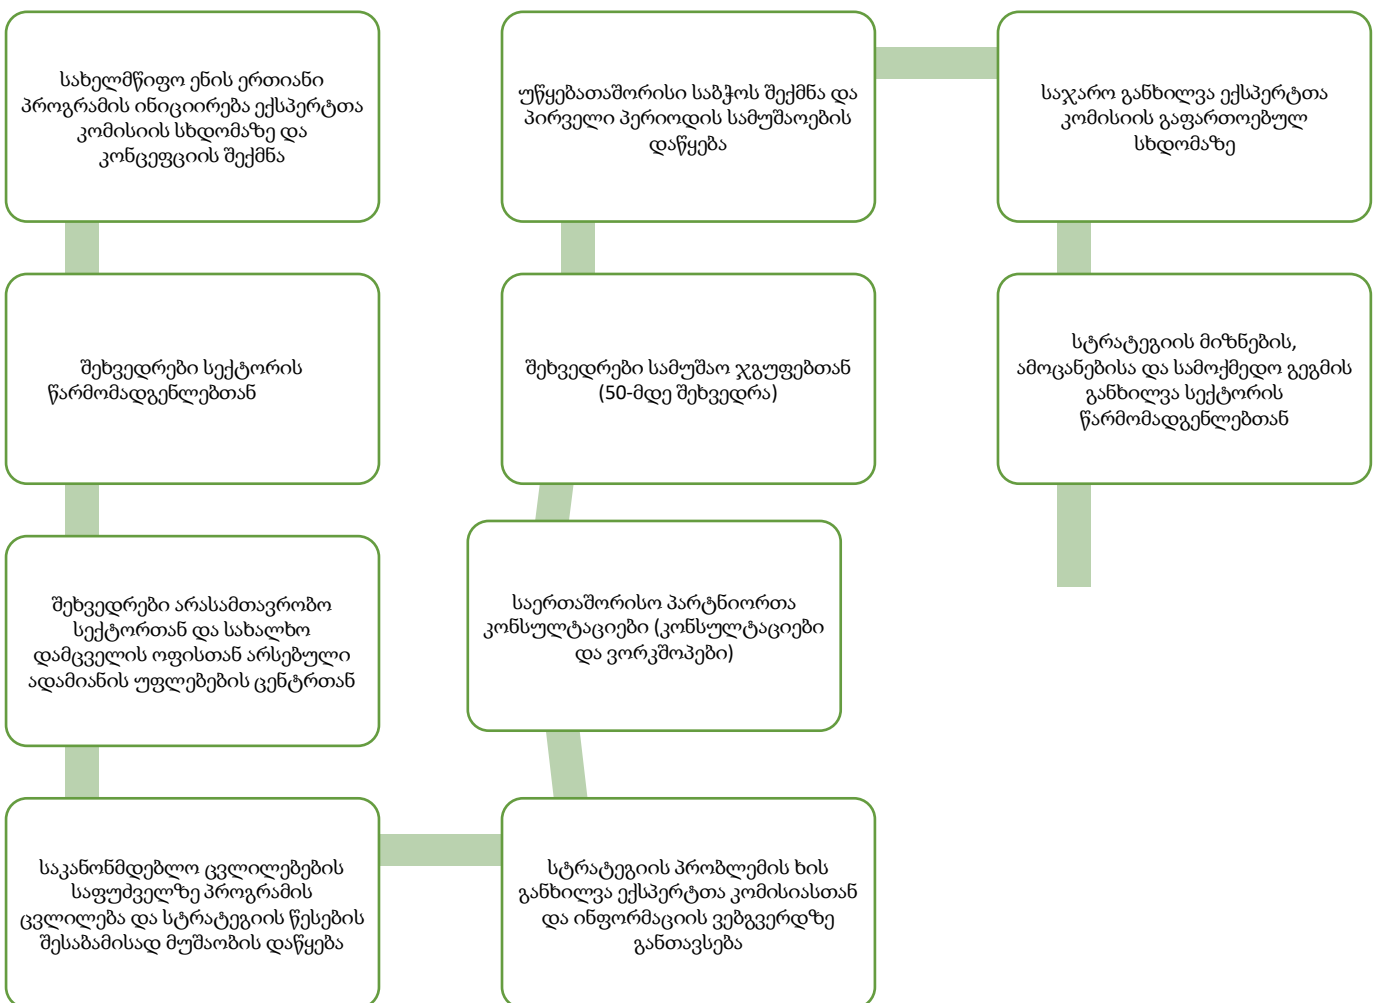 სახელმწიფო ენის ერთიანი
პროგრამის ინიციირება ექსპერტთა
კომისიის სხდომაზე და
კონცეფციის შექმნა
შეხვედრები სექტორის
წარმომადგენლებთან
შეხვედრები არასამთავრობო
სექტორთან და სახალხო
დამცველის ოფისთან არსებული
ადამიანის უფლებების ცენტრთან
საკანონმდებლო ცვლილებების
საფუძველზე პროგრამის
ცვლილება და სტრატეგიის წესების
შესაბამისად მუშაობის დაწყება
სტრატეგიის პრობლემის ხის
განხილვა ექსპერტთა კომისიასთან
და ინფორმაციის ვებგვერდზე
განთავსება
საერთაშორისო პარტნიორთა
კონსულტაციები (კონსულტაციები
და ვორკშოპები)
შეხვედრები სამუშაო ჯგუფებთან
(50-მდე შეხვედრა)
უწყებათაშორისი საბჭოს შექმნა და
პირველი პერიოდის სამუშაოების
დაწყება
საჯარო განხილვა ექსპერტთა
კომისიის გაფართოებულ
სხდომაზე
სტრატეგიის მიზნების,
ამოცანებისა და სამოქმედო გეგმის
განხილვა სექტორის
წარმომადგენლებთან